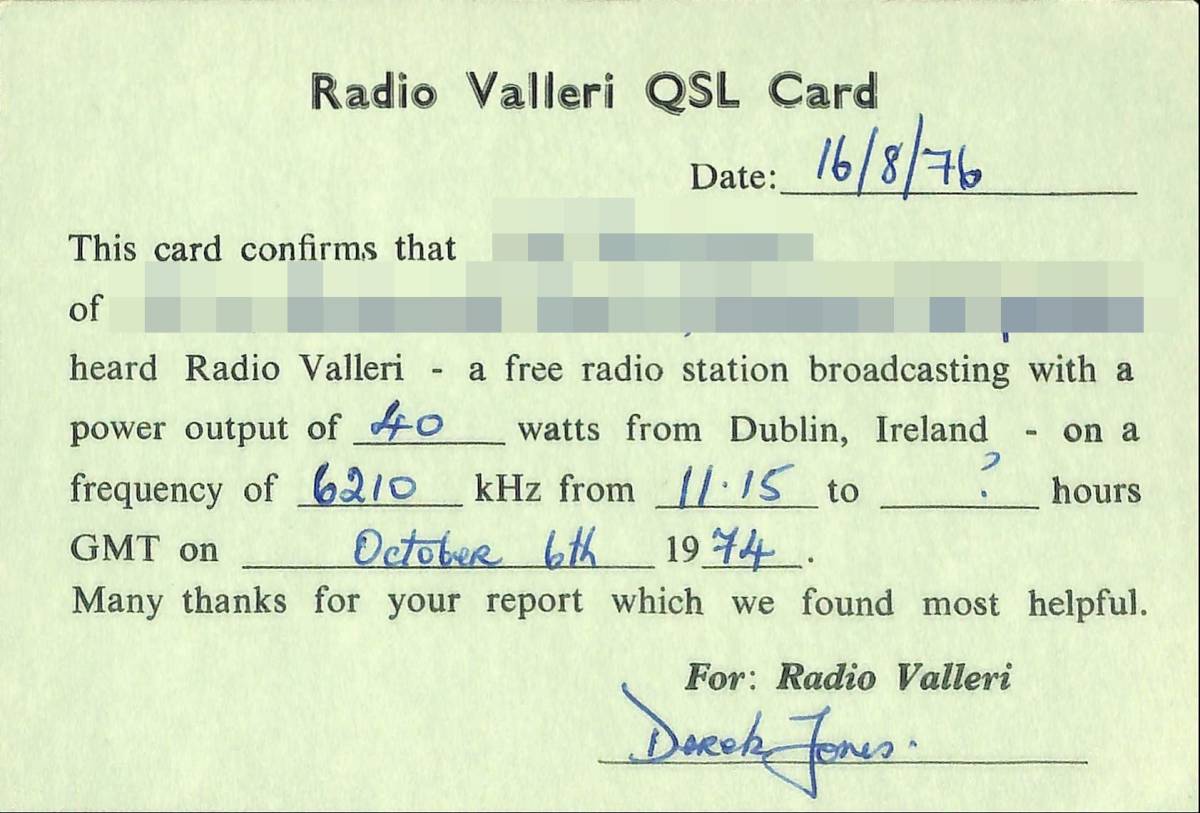 Radio Valleri QSL Card
Date: 16/8/76
This card confirms that
of
heard Radio Valleri - a free radio station broadcasting with a
power output of 40 watts from Dublin, Ireland - on a
frequency of 6210 kHz from 11.15 to ? hours
GMT on October 6th 1974.
Many thanks for your report which we found most helpful.
For: Radio Valleri
Derek Jones.